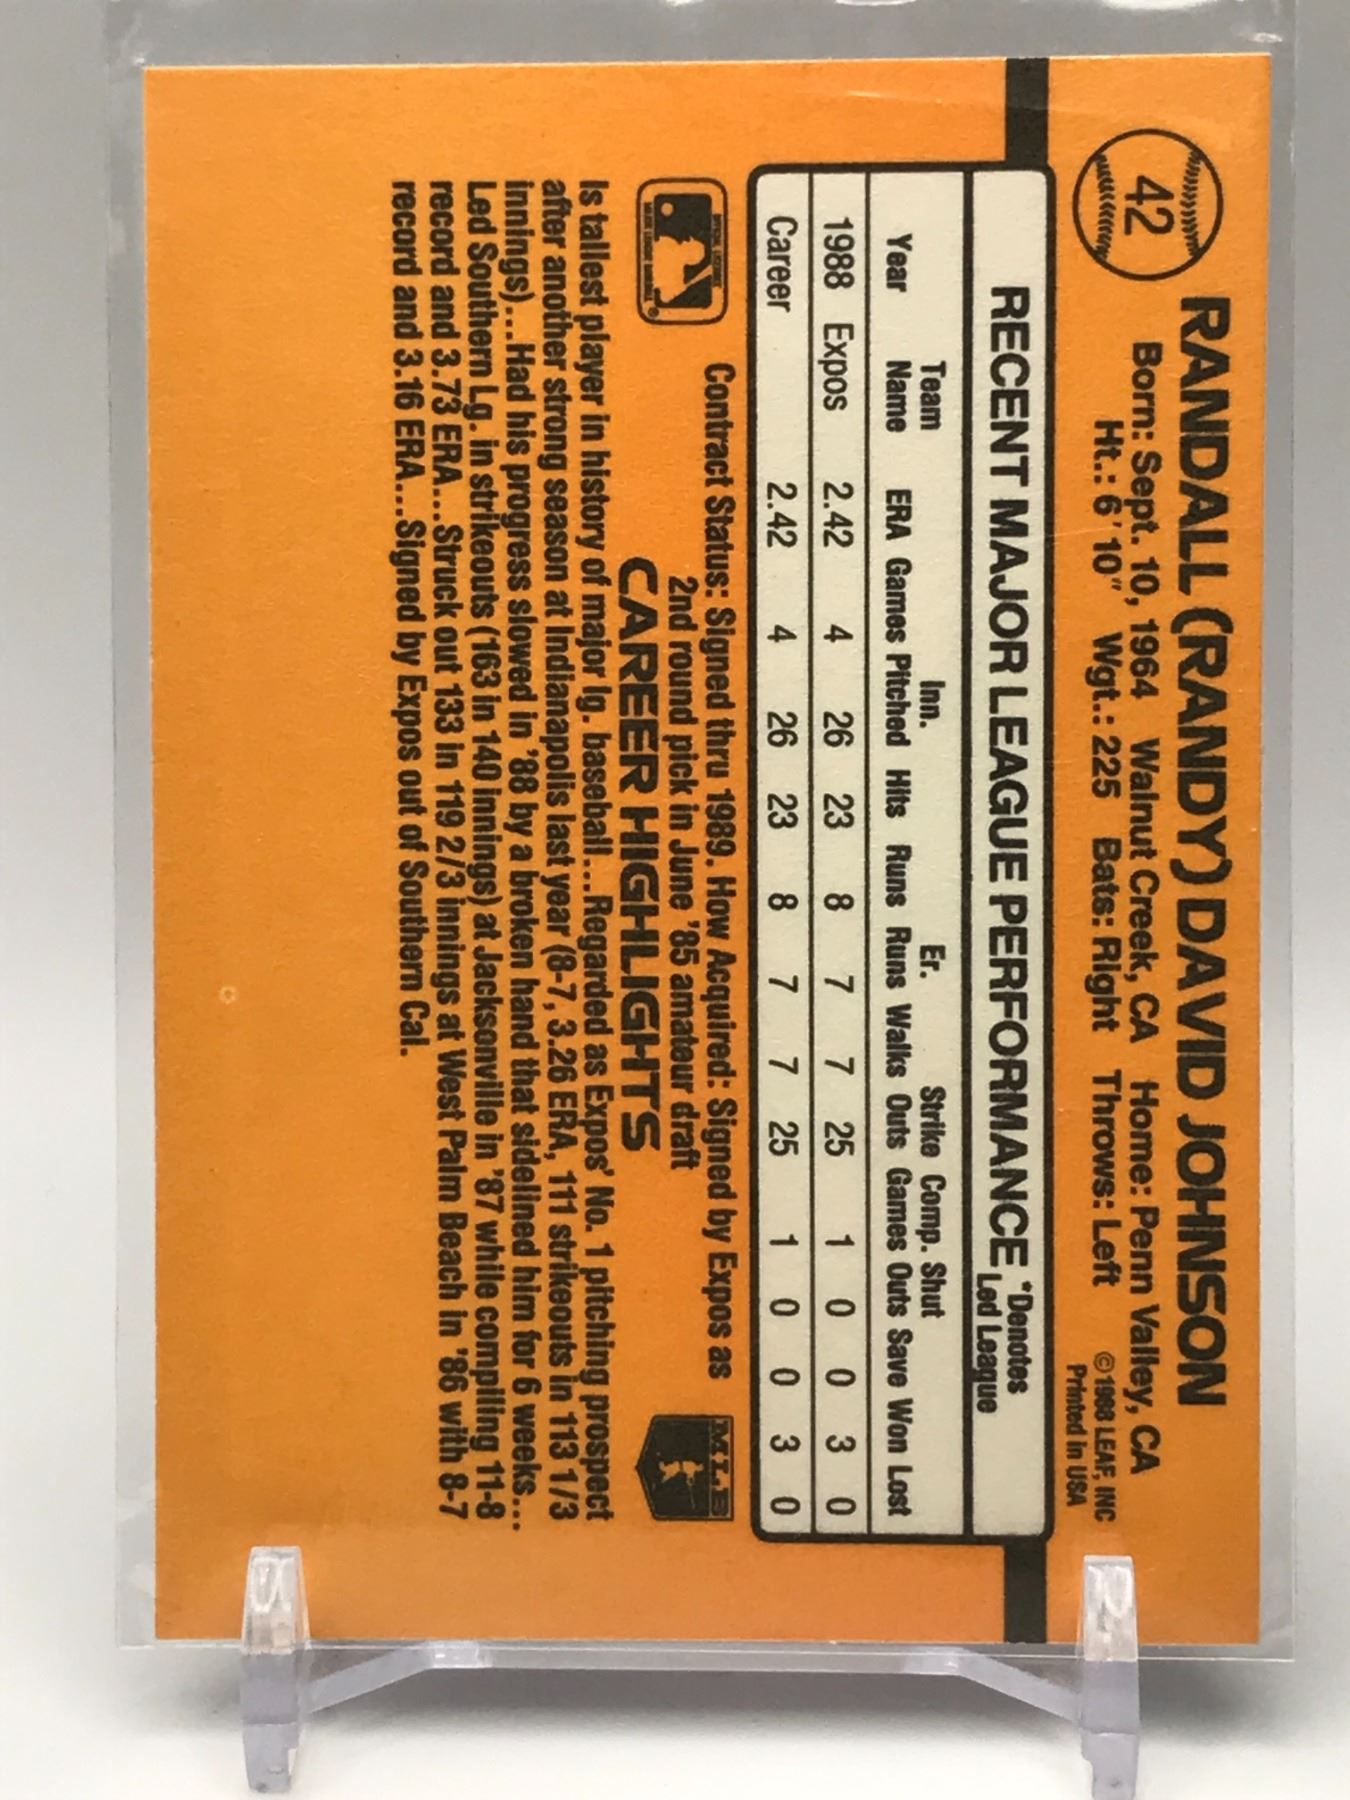 42
RANDALL (RANDY) DAVID JOHNSON
Born: Sept. 10, 1964 Walnut Creek, CA Home: Penn Valley, CA
Ht.: 6'10" Wgt.: 225 Bats: Right Throws: Left
©1988 LEAF, INC
Printed in USA
RECENT MAJOR LEAGUE PERFORMANCE *Denotes Led League
Team Inn. Er. Strike Comp. Shut
Year Name ERA Games Pitched Hits Runs Runs Walks Outs Games Outs Save Won Lost
1988 Expos 2.42 4 26 23 8 7 7 25 1 0 0 3 0
Career 2.42 4 26 23 8 7 7 25 1 0 0 3 0
Contract Status: Signed thru 1989. How Acquired: Signed by Expos as
2nd round pick in June '85 amateur draft
MLB
CAREER HIGHLIGHTS
Is tallest player in history of major lg. baseball...Regarded as Expos' No. 1 pitching prospect
after another strong season at Indianapolis last year (8-7, 3.26 ERA, 111 strikeouts in 113 1/3
innings)...Had his progress slowed in '88 by a broken hand that sidelined him for 6 weeks...
Led Southern Lg. in strikeouts (163 in 140 innings) at Jacksonville in '87 while compiling 11-8
record and 3.73 ERA...Struck out 133 in 119 2/3 innings at West Palm Beach in '86 with 8-7
record and 3.16 ERA...Signed by Expos out of Southern Cal.